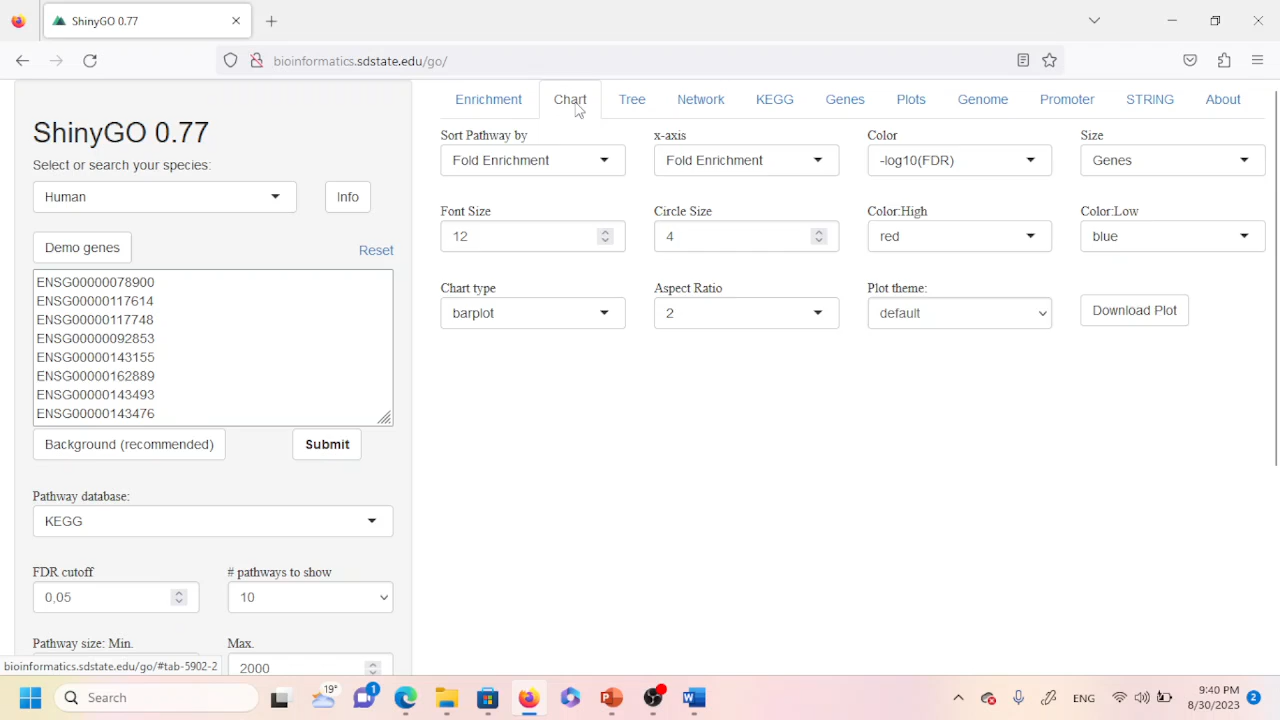 ShinyGO 0.77
bioinformatics.sdstate.edu/go/
Enrichment Chart Tree Network KEGG Genes Plots Genome Promoter STRING About
ShinyGO 0.77
Select or search your species:
Human
Info
Demo genes
Reset
ENSG00000078900
ENSG00000117614
ENSG00000117748
ENSG00000092853
ENSG00000143155
ENSG00000162889
ENSG00000143493
ENSG00000143476
Background (recommended)
Submit
Pathway database:
KEGG
FDR cutoff
# pathways to show
0,05
10
Pathway size: Min.
Max.
2000
Sort Pathway by
x-axis
Color
Size
Fold Enrichment
Fold Enrichment
-log10(FDR)
Genes
Font Size
Circle Size
Color:High
Color:Low
12
4
red
blue
Chart type
Aspect Ratio
Plot theme:
barplot
2
default
Download Plot
bioinformatics.sdstate.edu/go/#tab-5902-2
Search
19°
1
ENG
9:40 PM
8/30/2023
2